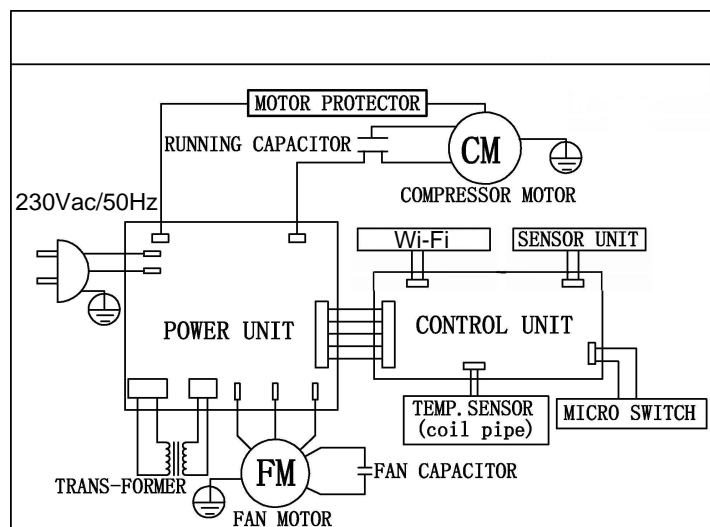 MOTOR PROTECTOR
RUNNING CAPACITOR
CM
COMPRESSOR MOTOR
230Vac/50Hz
Wi-Fi
SENSOR UNIT
POWER UNIT
CONTROL UNIT
TEMP. SENSOR
(coil pipe)
MICRO SWITCH
TRANS-FORMER
FM
FAN CAPACITOR
FAN MOTOR